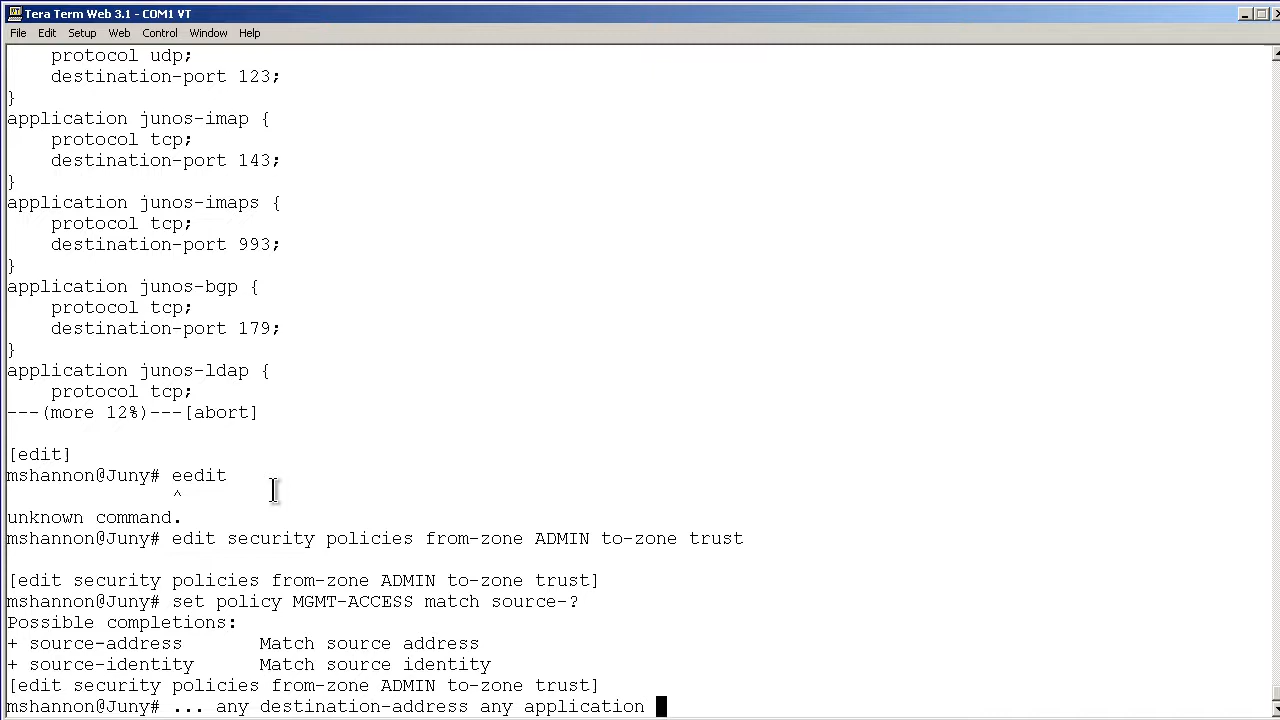 Tera Term Web 3.1 - COM1 VT
File Edit Setup Web Control Window Help
    protocol udp;
    destination-port 123;
}
application junos-imap {
    protocol tcp;
    destination-port 143;
}
application junos-imaps {
    protocol tcp;
    destination-port 993;
}
application junos-bgp {
    protocol tcp;
    destination-port 179;
}
application junos-ldap {
    protocol tcp;
---(more 12%)---[abort]
[edit]
mshannon@Juny# eedit
               ^
unknown command.
mshannon@Juny# edit security policies from-zone ADMIN to-zone trust
[edit security policies from-zone ADMIN to-zone trust]
mshannon@Juny# set policy MGMT-ACCESS match source-?
Possible completions:
+ source-address       Match source address
+ source-identity      Match source identity
[edit security policies from-zone ADMIN to-zone trust]
mshannon@Juny# ... any destination-address any application